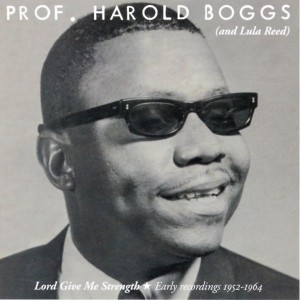 PROF. HAROLD BOGGS
(and Lula Reed)
Lord Give Me Strength ★ Early recordings 1952-1964